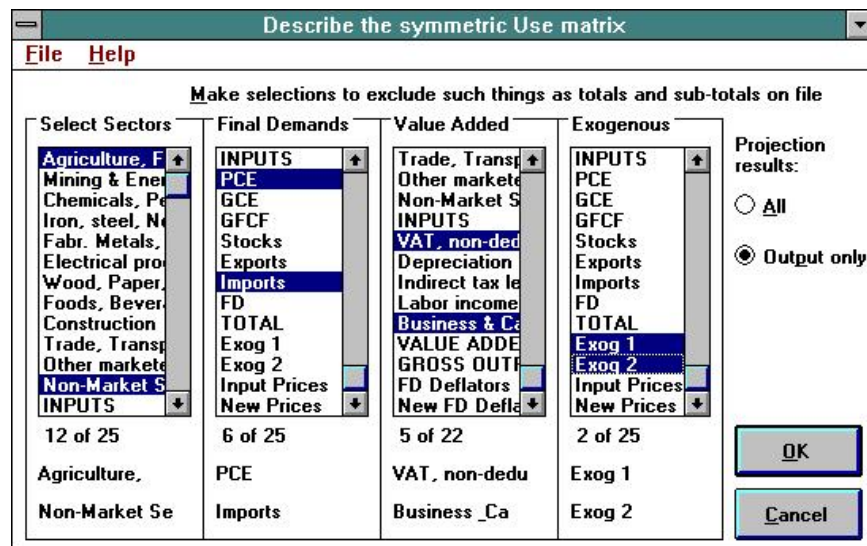 Describe the symmetric Use matrix
File Help
Make selections to exclude such things as totals and sub-totals on file
Select Sectors
Agriculture, F
Mining & Ener
Chemicals, Pe
Iron, steel, No
Fabr. Metals,
Electrical pro
Wood, Paper,
Foods, Bever
Construction
Trade, Transp
Other markete
Non-Market S
INPUTS
12 of 25
Agriculture,
Non-Market Se
Final Demands
INPUTS
PCE
GCE
GFCF
Stocks
Exports
Imports
FD
TOTAL
Exog 1
Exog 2
Input Prices
New Prices
6 of 25
PCE
Imports
Value Added
Trade, Transp
Other markete
Non-Market S
INPUTS
VAT, non-ded
Depreciation
Indirect tax le
Labor income
Business & Ca
VALUE ADDE
GROSS OUTP
FD Deflators
New FD Defla
5 of 22
VAT, non-dedu
Business _Ca
Exogenous
INPUTS
PCE
GCE
GFCF
Stocks
Exports
Imports
FD
TOTAL
Exog 1
Exog 2
Input Prices
New Prices
2 of 25
Exog 1
Exog 2
Projection
results:
All
Output only
OK
Cancel